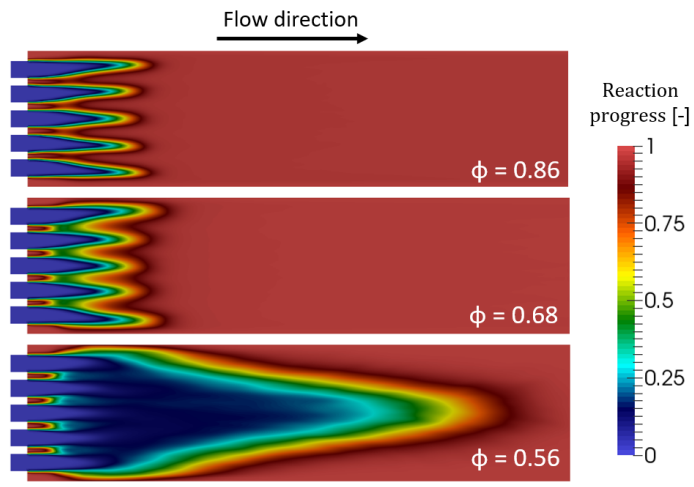 Flow direction
Reaction
progress [-]
1
0.75
0.5
0.25
0
ϕ = 0.86
ϕ = 0.68
ϕ = 0.56